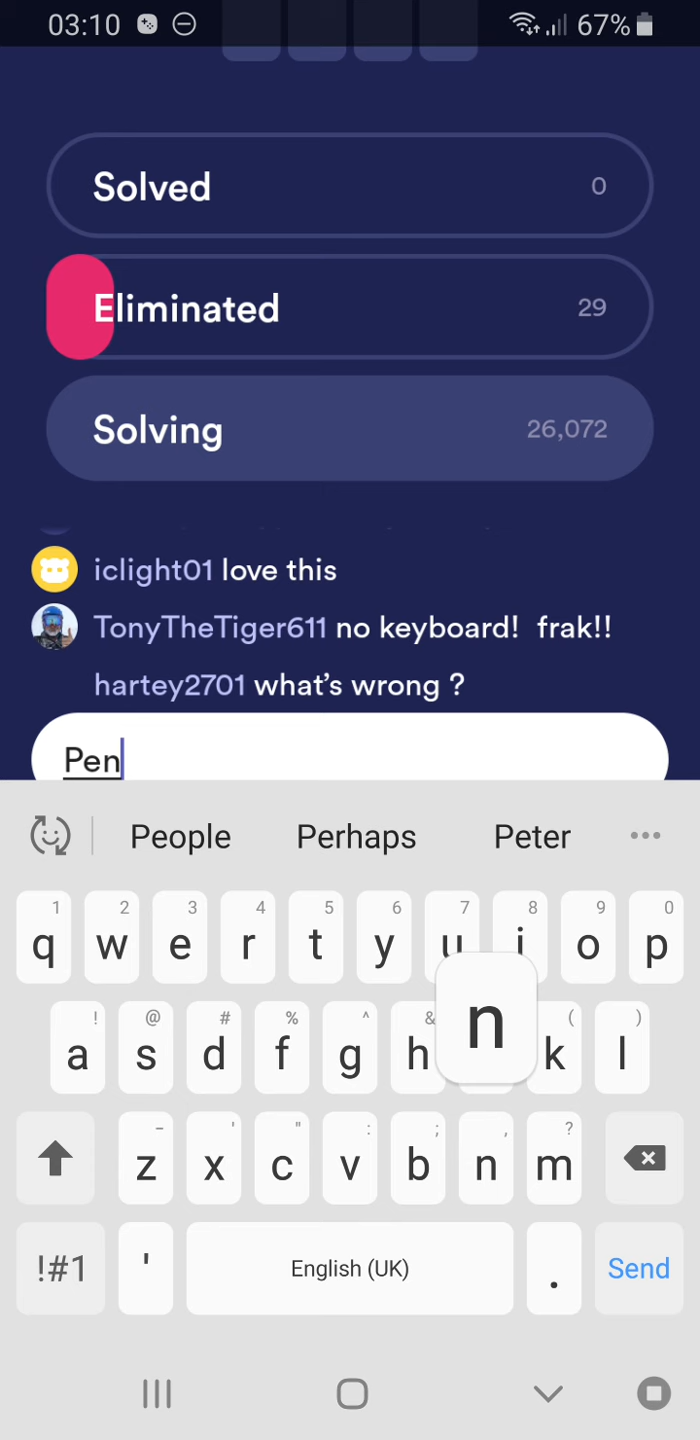 03:10 67%
Solved 0
Eliminated 29
Solving 26,072
iclight01 love this
TonyTheTiger611 no keyboard! frak!!
hartey2701 what's wrong ?
Pen
People Perhaps Peter
1 2 3 4 5 6 7 8 9 0
q w e r t y u i o p
! @ # % ^ & ( )
a s d f g h n k l
- ' " : ; , ?
z x c v b n m
!#1 ' English (UK) . Send